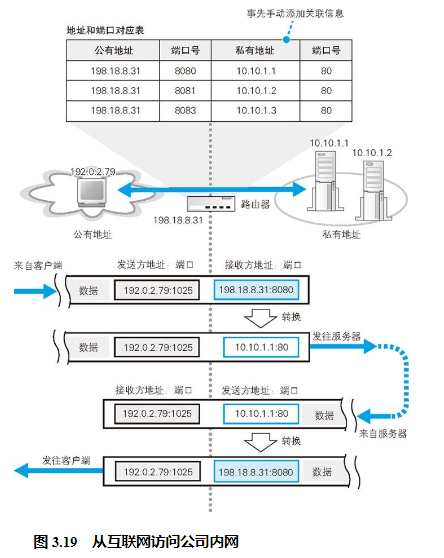 事先手动添加关联信息
地址和端口对应表
公有地址 端口号 私有地址 端口号
198.18.8.31 8080 10.10.1.1 80
198.18.8.31 8081 10.10.1.2 80
198.18.8.31 8083 10.10.1.3 80
10.10.1.1
10.10.1.2
192.0.2.79
路由器
198.18.8.31
公有地址
私有地址
来自客户端
发送方地址：端口 接收方地址：端口
数据 192.0.2.79:1025 198.18.8.31:8080
转换
发往服务器
数据 192.0.2.79:1025 10.10.1.1:80
接收方地址：端口 发送方地址：端口
192.0.2.79:1025 10.10.1.1:80 数据
来自服务器
转换
发往客户端
192.0.2.79:1025 198.18.8.31:8080 数据
图 3.19 从互联网访问公司内网